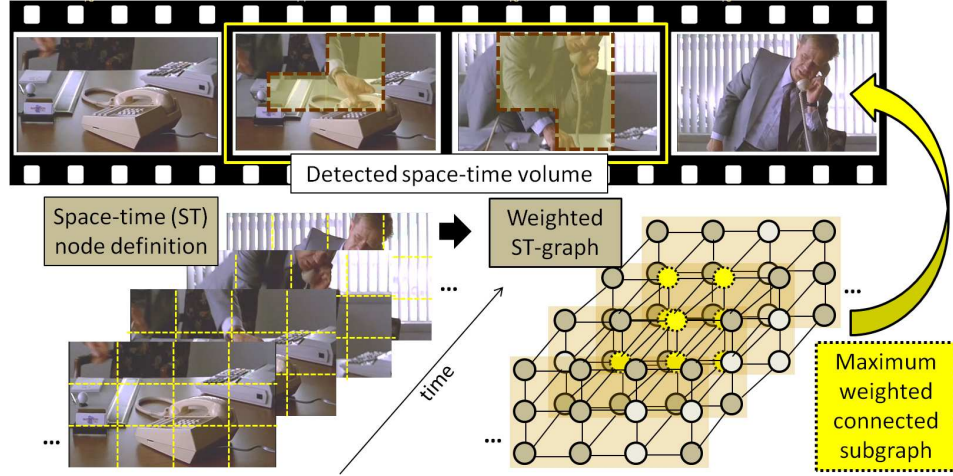 Detected space-time volume
Space-time (ST)
node definition
Weighted
ST-graph
...
...
time
Maximum
weighted
connected
subgraph
...
...